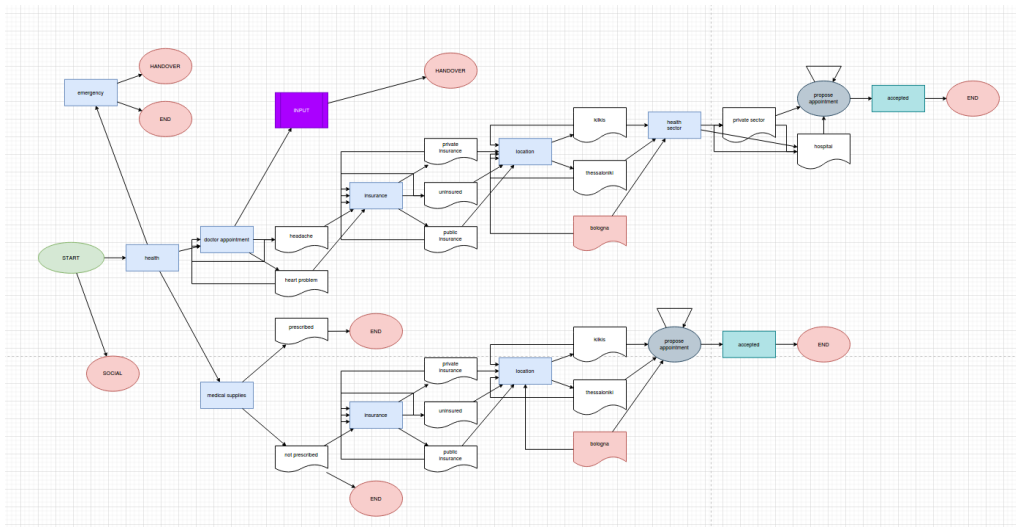 HANDOVER
emergency
END
HANDOVER
INPUT
propose
appointment
accepted
END
kilkis
private sector
health
sector
hospital
private
insurance
location
thessaloniki
insurance
uninsured
bologna
public
insurance
headache
doctor appointment
START
health
heart problem
prescribed
END
SOCIAL
medical supplies
kilkis
propose
appointment
accepted
END
private
insurance
location
thessaloniki
insurance
uninsured
bologna
public
insurance
not prescribed
END